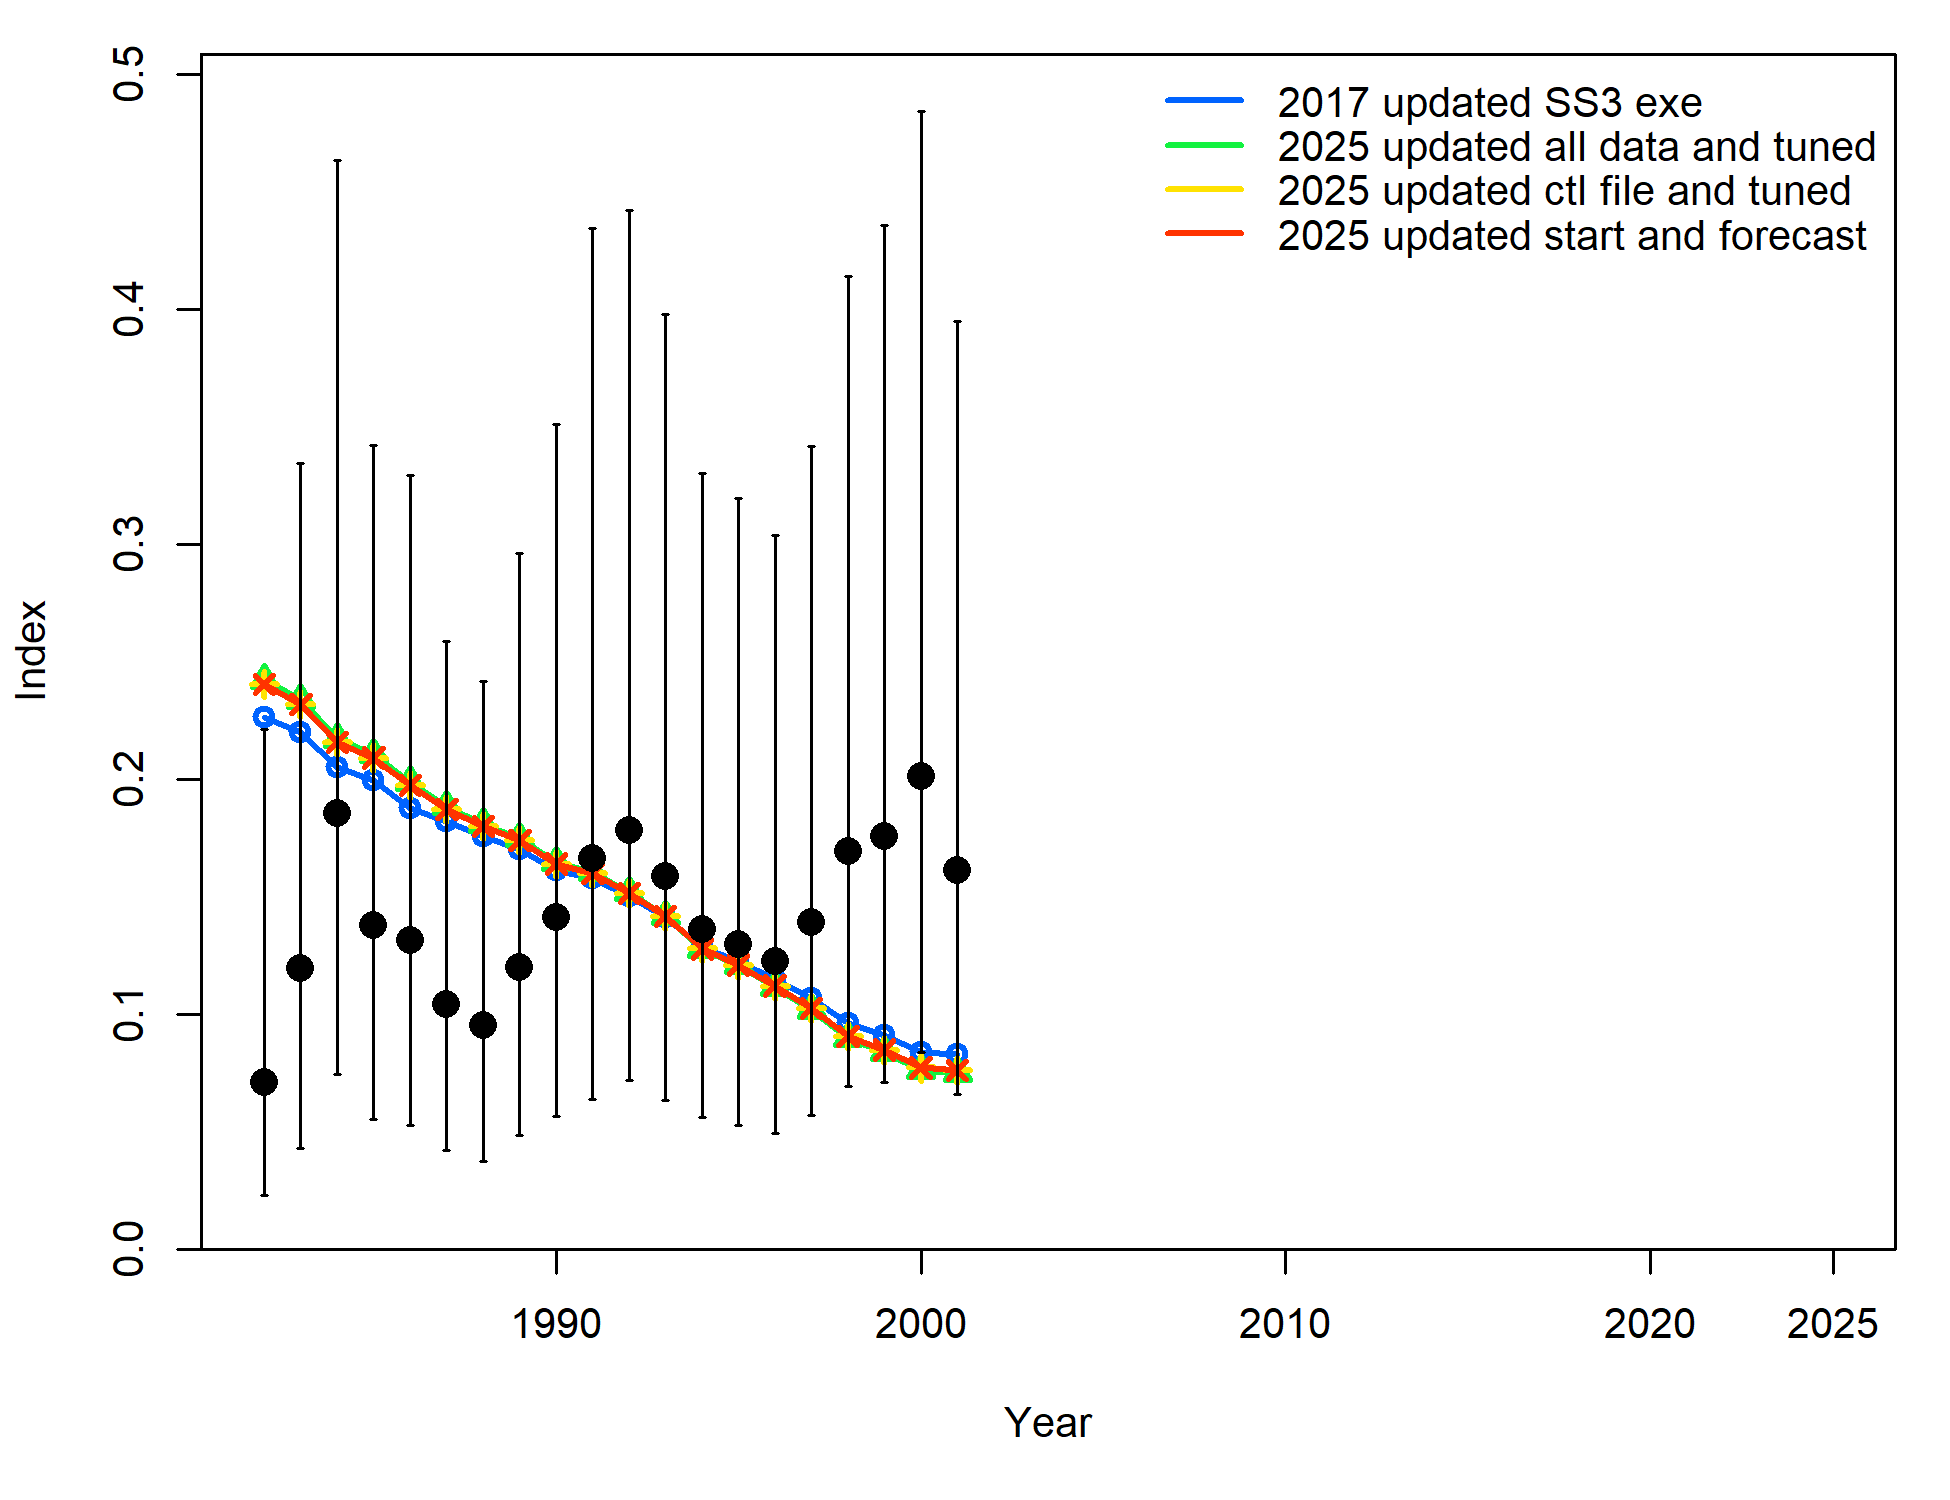 2017 updated SS3 exe
2025 updated all data and tuned
2025 updated ctl file and tuned
2025 updated start and forecast
0.5
0.4
0.3
0.2
0.1
0.0
Index
1990 2000 2010 2020 2025
Year